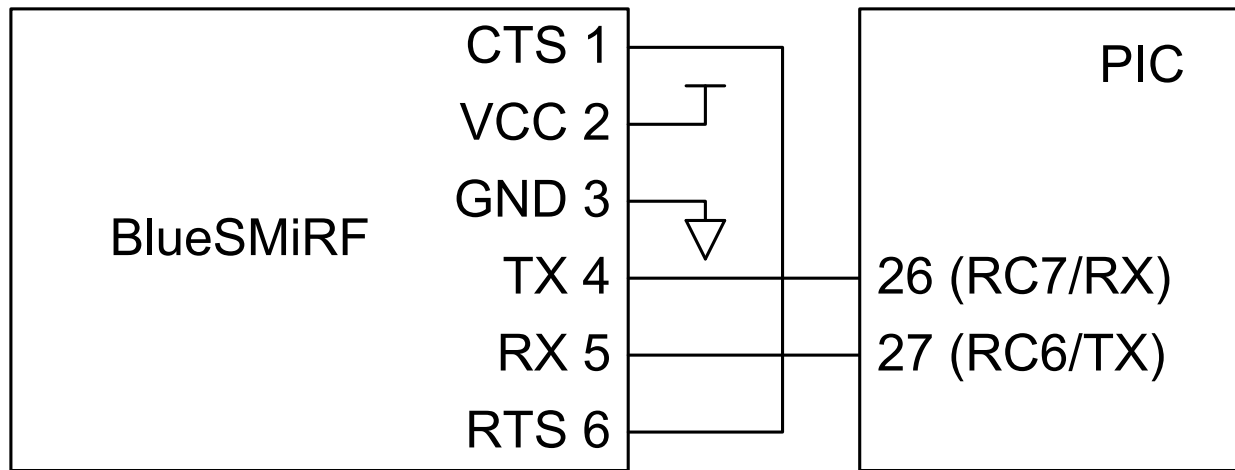 CTS 1
PIC
VCC 2
GND 3
BlueSMiRF
TX 4
26 (RC7/RX)
RX 5
27 (RC6/TX)
RTS 6